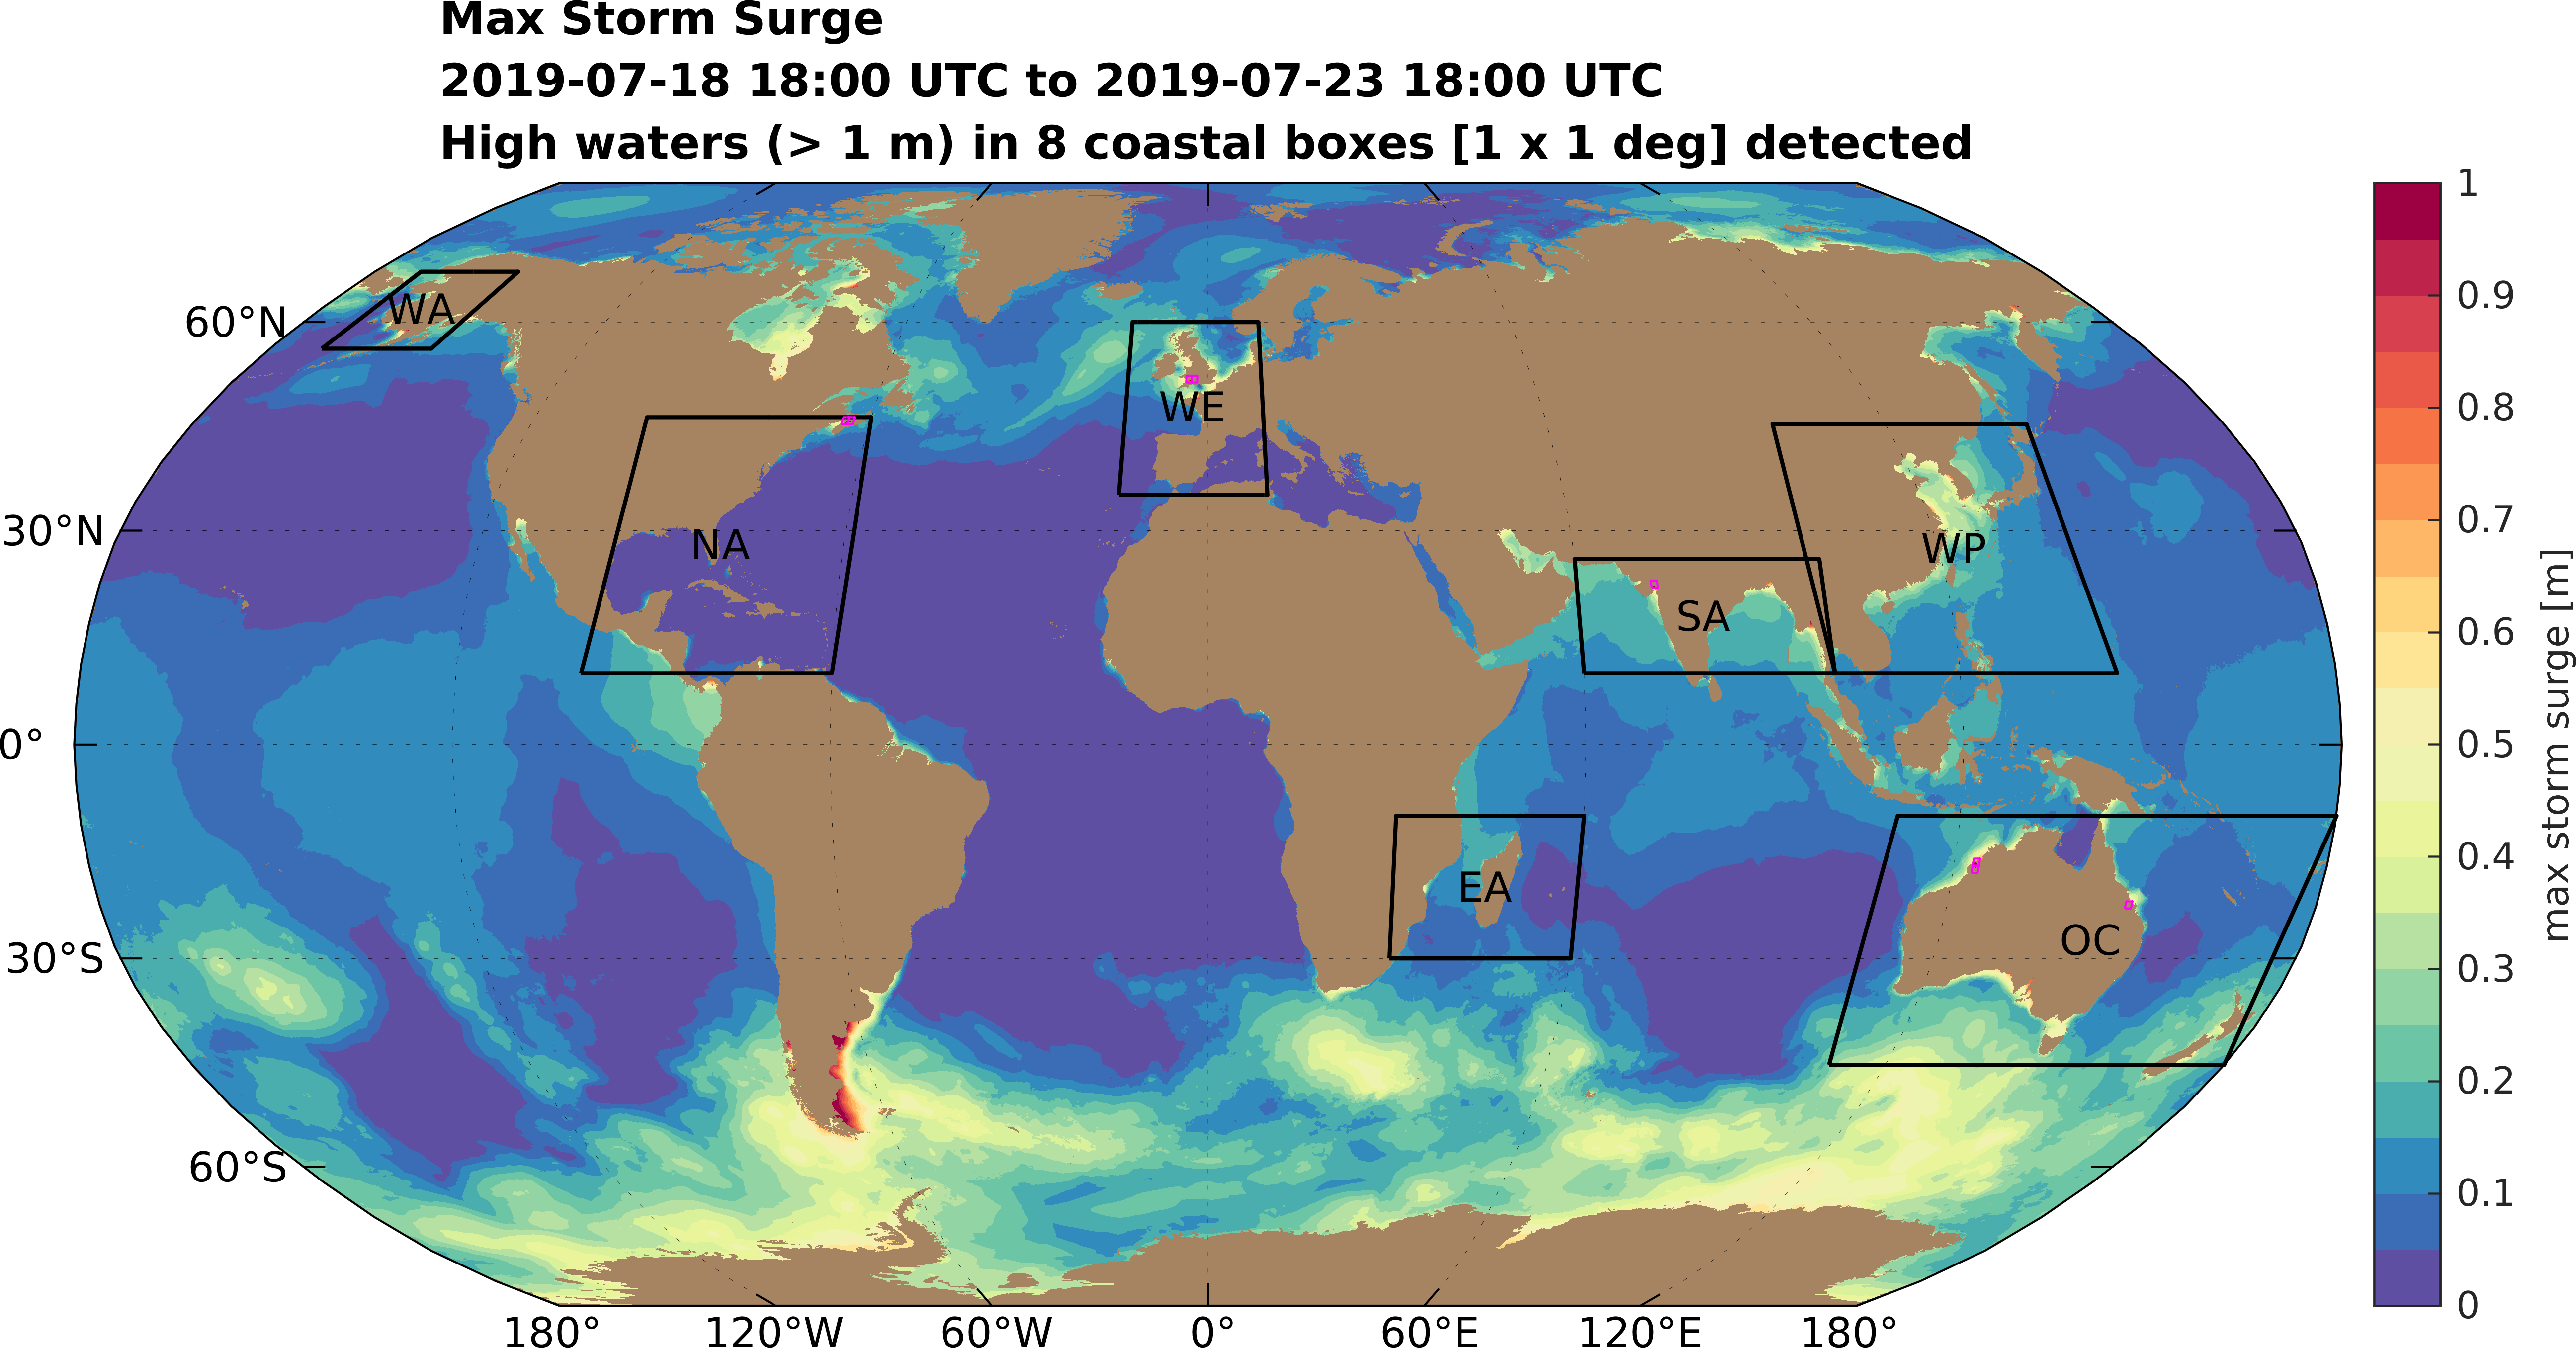 Max Storm Surge
2019-07-18 18:00 UTC to 2019-07-23 18:00 UTC
High waters (> 1 m) in 8 coastal boxes [1 x 1 deg] detected
60°N
30°N
0°
30°S
60°S
WA
NA
WE
SA
WP
EA
OC
180°
120°W
60°W
0°
60°E
120°E
180°
1
0.9
0.8
0.7
0.6
0.5
0.4
0.3
0.2
0.1
0
max storm surge [m]